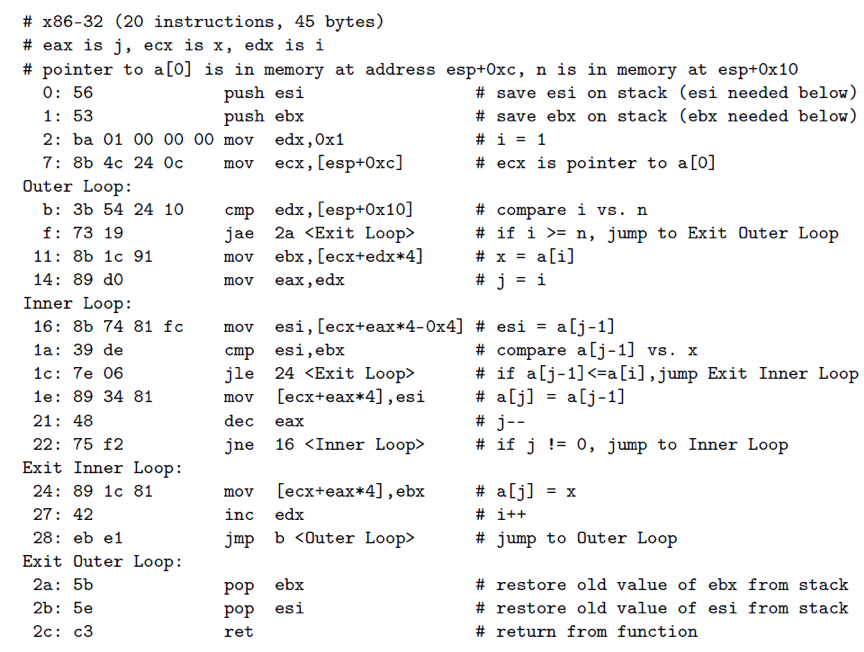 # x86-32 (20 instructions, 45 bytes)
# eax is j, ecx is x, edx is i
# pointer to a[0] is in memory at address esp+0xc, n is in memory at esp+0x10
0: 56 push esi # save esi on stack (esi needed below)
1: 53 push ebx # save ebx on stack (ebx needed below)
2: ba 01 00 00 00 mov edx,0x1 # i = 1
7: 8b 4c 24 0c mov ecx,[esp+0xc] # ecx is pointer to a[0]
Outer Loop:
b: 3b 54 24 10 cmp edx,[esp+0x10] # compare i vs. n
f: 73 19 jae 2a <Exit Loop> # if i >= n, jump to Exit Outer Loop
11: 8b 1c 91 mov ebx,[ecx+edx*4] # x = a[i]
14: 89 d0 mov eax,edx # j = i
Inner Loop:
16: 8b 74 81 fc mov esi,[ecx+eax*4-0x4] # esi = a[j-1]
1a: 39 de cmp esi,ebx # compare a[j-1] vs. x
1c: 7e 06 jle 24 <Exit Loop> # if a[j-1]<=a[i],jump Exit Inner Loop
1e: 89 34 81 mov [ecx+eax*4],esi # a[j] = a[j-1]
21: 48 dec eax # j--
22: 75 f2 jne 16 <Inner Loop> # if j != 0, jump to Inner Loop
Exit Inner Loop:
24: 89 1c 81 mov [ecx+eax*4],ebx # a[j] = x
27: 42 inc edx # i++
28: eb e1 jmp b <Outer Loop> # jump to Outer Loop
Exit Outer Loop:
2a: 5b pop ebx # restore old value of ebx from stack
2b: 5e pop esi # restore old value of esi from stack
2c: c3 ret # return from function